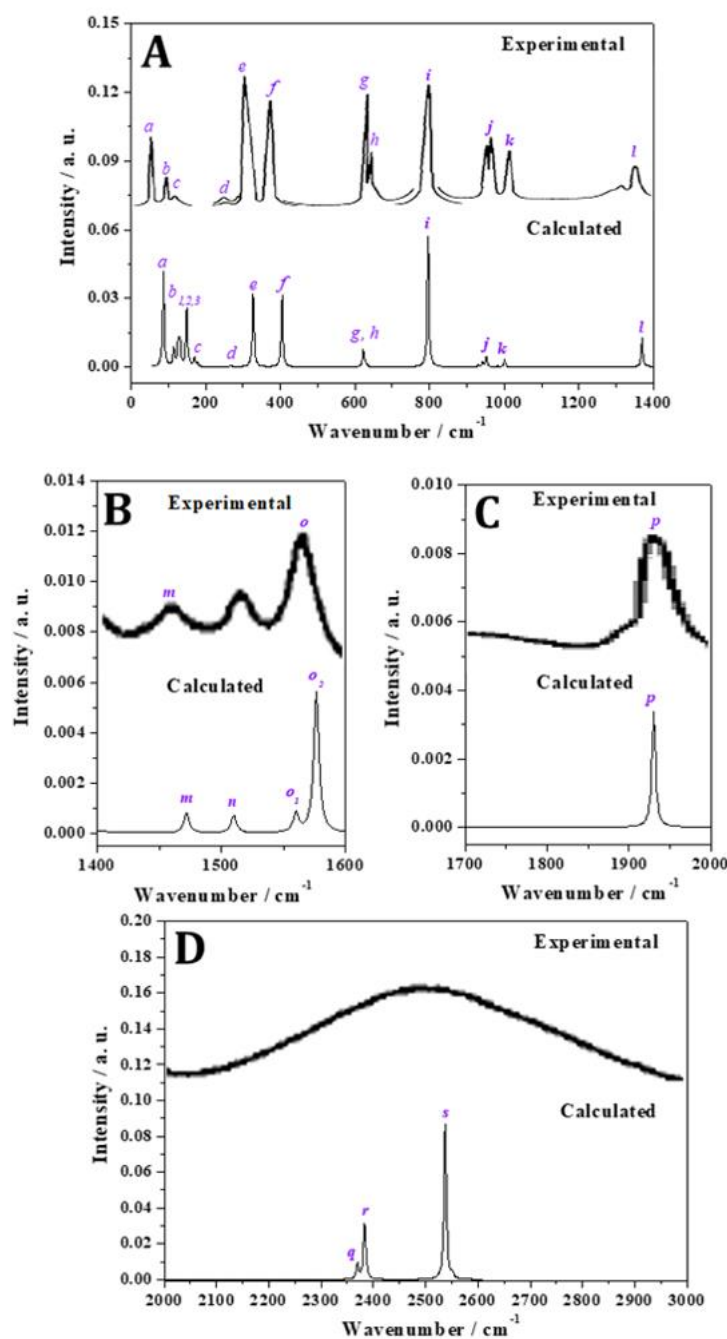 A
Experimental
0.15
0.12
0.09
0.06
0.03
0.00
Intensity / a. u.
a
b
c
d
e
f
g
h
i
j
k
l
Calculated
a
b 1,2,3
c
d
e
f
g, h
i
j
k
l
0 200 400 600 800 1000 1200 1400
Wavenumber / cm-1
B
Experimental
0.014
0.012
0.010
0.008
0.006
0.004
0.002
0.000
Intensity / a. u.
m
o
Calculated
m
n
o1
o2
1400 1500 1600
Wavenumber / cm-1
C
Experimental
0.010
0.008
0.006
0.004
0.002
0.000
Intensity / a. u.
p
Calculated
p
1700 1800 1900 2000
Wavenumber / cm-1
D
Experimental
0.20
0.18
0.16
0.14
0.12
0.10
0.08
0.06
0.04
0.02
0.00
Intensity / a. u.
Calculated
q
r
s
2000 2100 2200 2300 2400 2500 2600 2700 2800 2900 3000
Wavenumber / cm-1